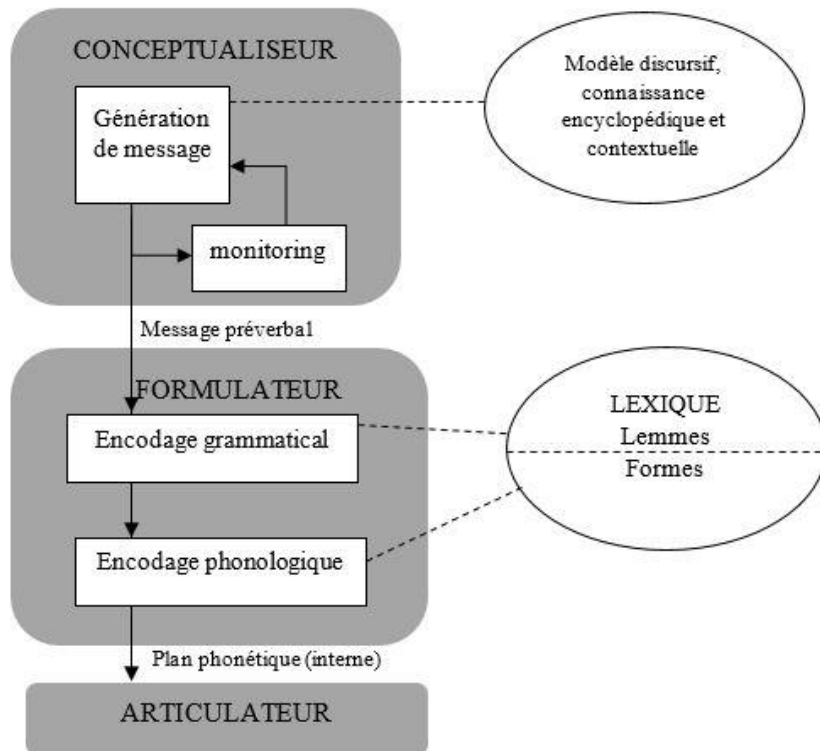 CONCEPTUALISEUR
Génération
de message
monitoring
Modèle discursif,
connaissance
encyclopédique et
contextuelle
Message préverbal
FORMULATEUR
Encodage grammatical
Encodage phonologique
LEXIQUE
Lemmes
Formes
Plan phonétique (interne)
ARTICULATEUR